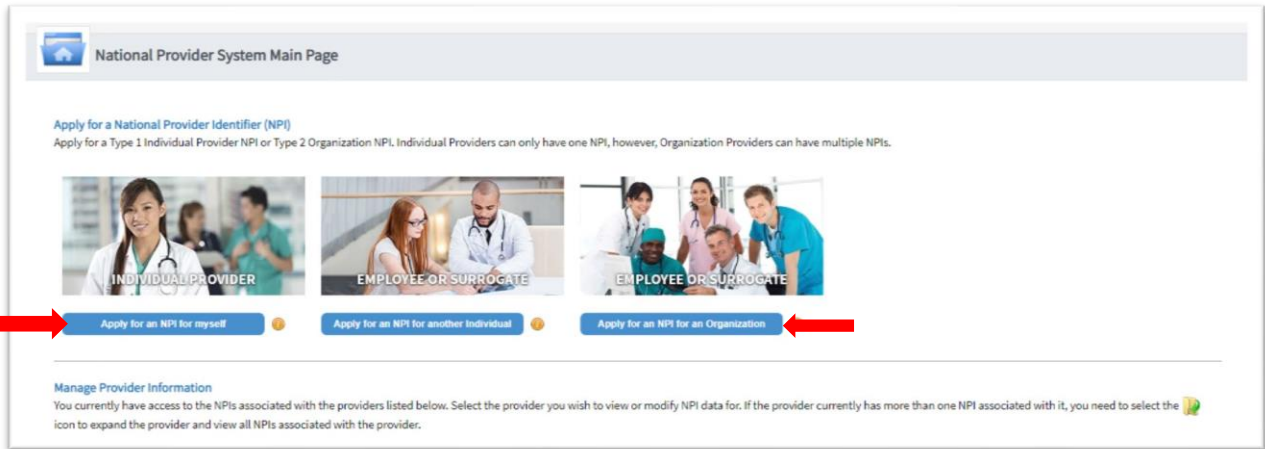 National Provider System Main Page
Apply for a National Provider Identifier (NPI)
Apply for a Type 1 Individual Provider NPI or Type 2 Organization NPI. Individual Providers can only have one NPI, however, Organization Providers can have multiple NPIs.
INDIVIDUAL PROVIDER
EMPLOYEE OR SURROGATE
EMPLOYEE OR SURROGATE
Apply for an NPI for myself
Apply for an NPI for another Individual
Apply for an NPI for an Organization
Manage Provider Information
You currently have access to the NPIs associated with the providers listed below. Select the provider you wish to view or modify NPI data for. If the provider currently has more than one NPI associated with it, you need to select the
icon to expand the provider and view all NPIs associated with the provider.